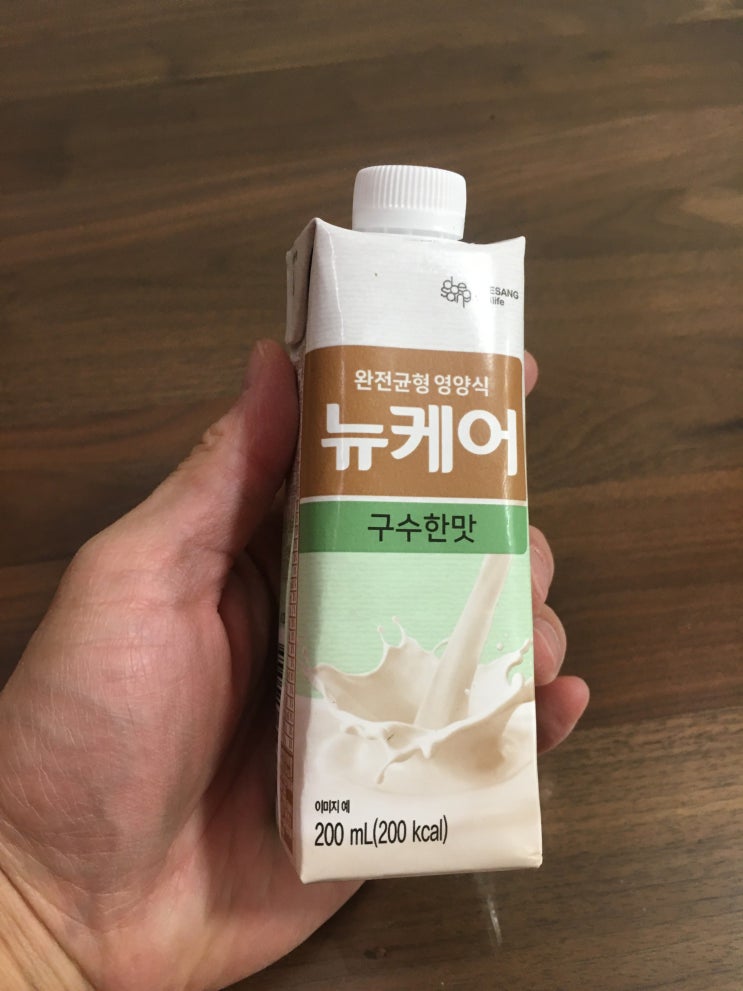 daesang
ESANG
life
완전균형 영양식
뉴케어
구수한맛
이미지 예
200 mL(200 kcal)